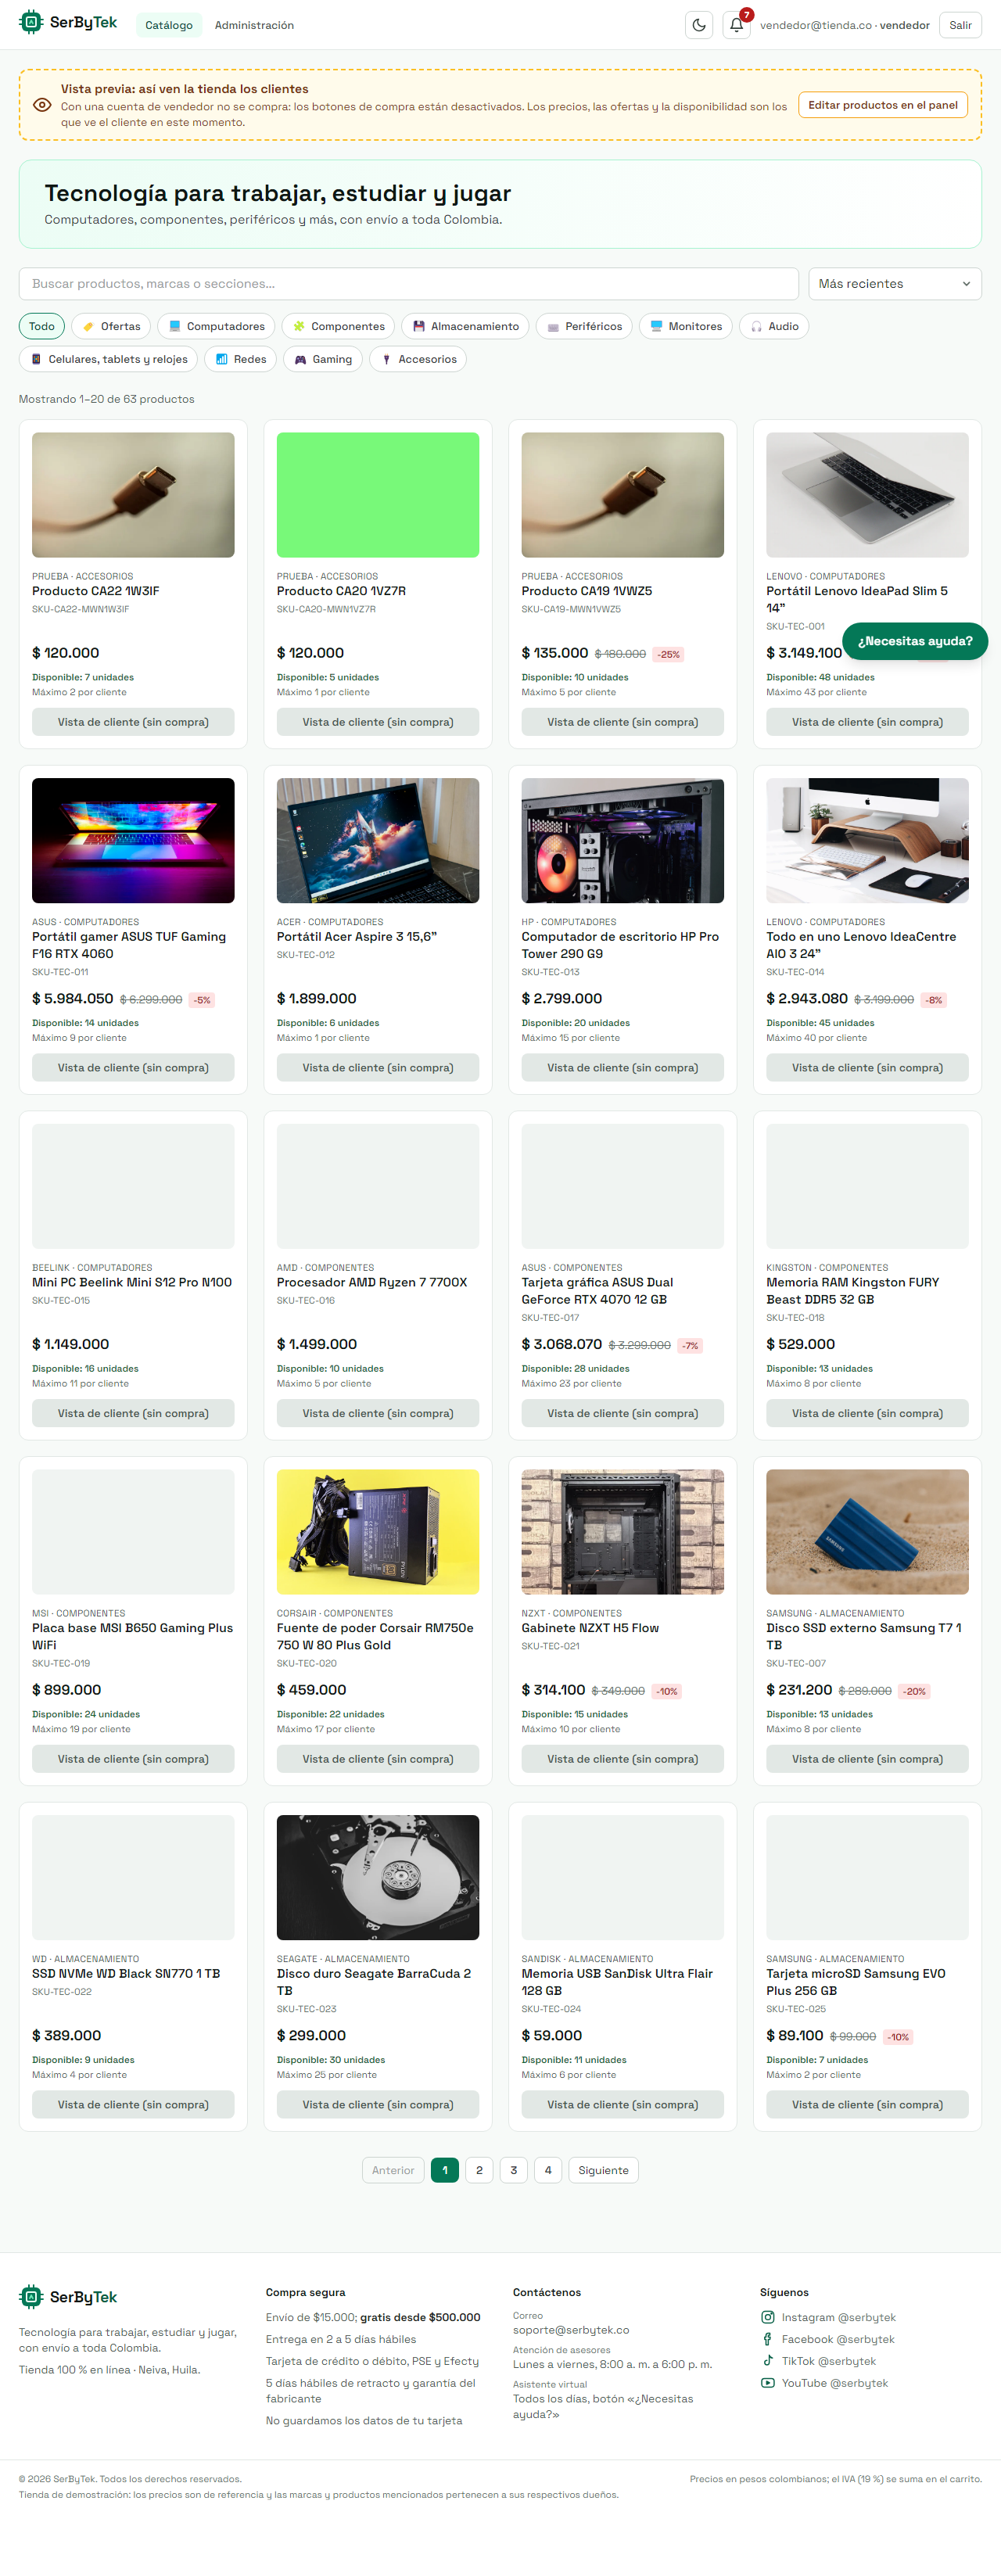 SerByTek
Catálogo
Administración
7
vendedor@tienda.co · vendedor
Salir
Vista previa: así ven la tienda los clientes
Con una cuenta de vendedor no se compra: los botones de compra están desactivados. Los precios, las ofertas y la disponibilidad son los
que ve el cliente en este momento.
Editar productos en el panel
Tecnología para trabajar, estudiar y jugar
Computadores, componentes, periféricos y más, con envío a toda Colombia.
Buscar productos, marcas o secciones...
Más recientes
Todo
Ofertas
Computadores
Componentes
Almacenamiento
Periféricos
Monitores
Audio
Celulares, tablets y relojes
Redes
Gaming
Accesorios
Mostrando 1–20 de 63 productos
PRUEBA · ACCESORIOS
Producto CA22 1W3IF
SKU-CA22-MWN1W3IF
$ 120.000
Disponible: 7 unidades
Máximo 2 por cliente
Vista de cliente (sin compra)
PRUEBA · ACCESORIOS
Producto CA20 1VZ7R
SKU-CA20-MWN1VZ7R
$ 120.000
Disponible: 5 unidades
Máximo 1 por cliente
Vista de cliente (sin compra)
PRUEBA · ACCESORIOS
Producto CA19 1VWZ5
SKU-CA19-MWN1VWZ5
$ 135.000 $ 180.000 -25%
Disponible: 10 unidades
Máximo 5 por cliente
Vista de cliente (sin compra)
LENOVO · COMPUTADORES
Portátil Lenovo IdeaPad Slim 5
14"
SKU-TEC-001
¿Necesitas ayuda?
$ 3.149.100
Disponible: 48 unidades
Máximo 43 por cliente
Vista de cliente (sin compra)
ASUS · COMPUTADORES
Portátil gamer ASUS TUF Gaming
F16 RTX 4060
SKU-TEC-011
$ 5.984.050 $ 6.299.000 -5%
Disponible: 14 unidades
Máximo 9 por cliente
Vista de cliente (sin compra)
ACER · COMPUTADORES
Portátil Acer Aspire 3 15,6"
SKU-TEC-012
$ 1.899.000
Disponible: 6 unidades
Máximo 1 por cliente
Vista de cliente (sin compra)
HP · COMPUTADORES
Computador de escritorio HP Pro
Tower 290 G9
SKU-TEC-013
$ 2.799.000
Disponible: 20 unidades
Máximo 15 por cliente
Vista de cliente (sin compra)
LENOVO · COMPUTADORES
Todo en uno Lenovo IdeaCentre
AIO 3 24"
SKU-TEC-014
$ 2.943.080 $ 3.199.000 -8%
Disponible: 45 unidades
Máximo 40 por cliente
Vista de cliente (sin compra)
BEELINK · COMPUTADORES
Mini PC Beelink Mini S12 Pro N100
SKU-TEC-015
$ 1.149.000
Disponible: 16 unidades
Máximo 11 por cliente
Vista de cliente (sin compra)
AMD · COMPONENTES
Procesador AMD Ryzen 7 7700X
SKU-TEC-016
$ 1.499.000
Disponible: 10 unidades
Máximo 5 por cliente
Vista de cliente (sin compra)
ASUS · COMPONENTES
Tarjeta gráfica ASUS Dual
GeForce RTX 4070 12 GB
SKU-TEC-017
$ 3.068.070 $ 3.299.000 -7%
Disponible: 28 unidades
Máximo 23 por cliente
Vista de cliente (sin compra)
KINGSTON · COMPONENTES
Memoria RAM Kingston FURY
Beast DDR5 32 GB
SKU-TEC-018
$ 529.000
Disponible: 13 unidades
Máximo 8 por cliente
Vista de cliente (sin compra)
MSI · COMPONENTES
Placa base MSI B650 Gaming Plus
WiFi
SKU-TEC-019
$ 899.000
Disponible: 24 unidades
Máximo 19 por cliente
Vista de cliente (sin compra)
CORSAIR · COMPONENTES
Fuente de poder Corsair RM750e
750 W 80 Plus Gold
SKU-TEC-020
$ 459.000
Disponible: 22 unidades
Máximo 17 por cliente
Vista de cliente (sin compra)
NZXT · COMPONENTES
Gabinete NZXT H5 Flow
SKU-TEC-021
$ 314.100 $ 349.000 -10%
Disponible: 15 unidades
Máximo 10 por cliente
Vista de cliente (sin compra)
SAMSUNG
SAMSUNG · ALMACENAMIENTO
Disco SSD externo Samsung T7 1
TB
SKU-TEC-007
$ 231.200 $ 289.000 -20%
Disponible: 13 unidades
Máximo 8 por cliente
Vista de cliente (sin compra)
WD · ALMACENAMIENTO
SSD NVMe WD Black SN770 1 TB
SKU-TEC-022
$ 389.000
Disponible: 9 unidades
Máximo 4 por cliente
Vista de cliente (sin compra)
SEAGATE · ALMACENAMIENTO
Disco duro Seagate BarraCuda 2
TB
SKU-TEC-023
$ 299.000
Disponible: 30 unidades
Máximo 25 por cliente
Vista de cliente (sin compra)
SANDISK · ALMACENAMIENTO
Memoria USB SanDisk Ultra Flair
128 GB
SKU-TEC-024
$ 59.000
Disponible: 11 unidades
Máximo 6 por cliente
Vista de cliente (sin compra)
SAMSUNG · ALMACENAMIENTO
Tarjeta microSD Samsung EVO
Plus 256 GB
SKU-TEC-025
$ 89.100 $ 99.000 -10%
Disponible: 7 unidades
Máximo 2 por cliente
Vista de cliente (sin compra)
Anterior
1
2
3
4
Siguiente
SerByTek
Tecnología para trabajar, estudiar y jugar,
con envío a toda Colombia.
Tienda 100 % en línea · Neiva, Huila.
Compra segura
Envío de $15.000; gratis desde $500.000
Entrega en 2 a 5 días hábiles
Tarjeta de crédito o débito, PSE y Efecty
5 días hábiles de retracto y garantía del
fabricante
No guardamos los datos de tu tarjeta
Contáctenos
Correo
soporte@serbytek.co
Atención de asesores
Lunes a viernes, 8:00 a. m. a 6:00 p. m.
Asistente virtual
Todos los días, botón «¿Necesitas
ayuda?»
Síguenos
Instagram @serbytek
Facebook @serbytek
TikTok @serbytek
YouTube @serbytek
© 2026 SerByTek. Todos los derechos reservados.
Precios en pesos colombianos; el IVA (19 %) se suma en el carrito.
Tienda de demostración: los precios son de referencia y las marcas y productos mencionados pertenecen a sus respectivos dueños.